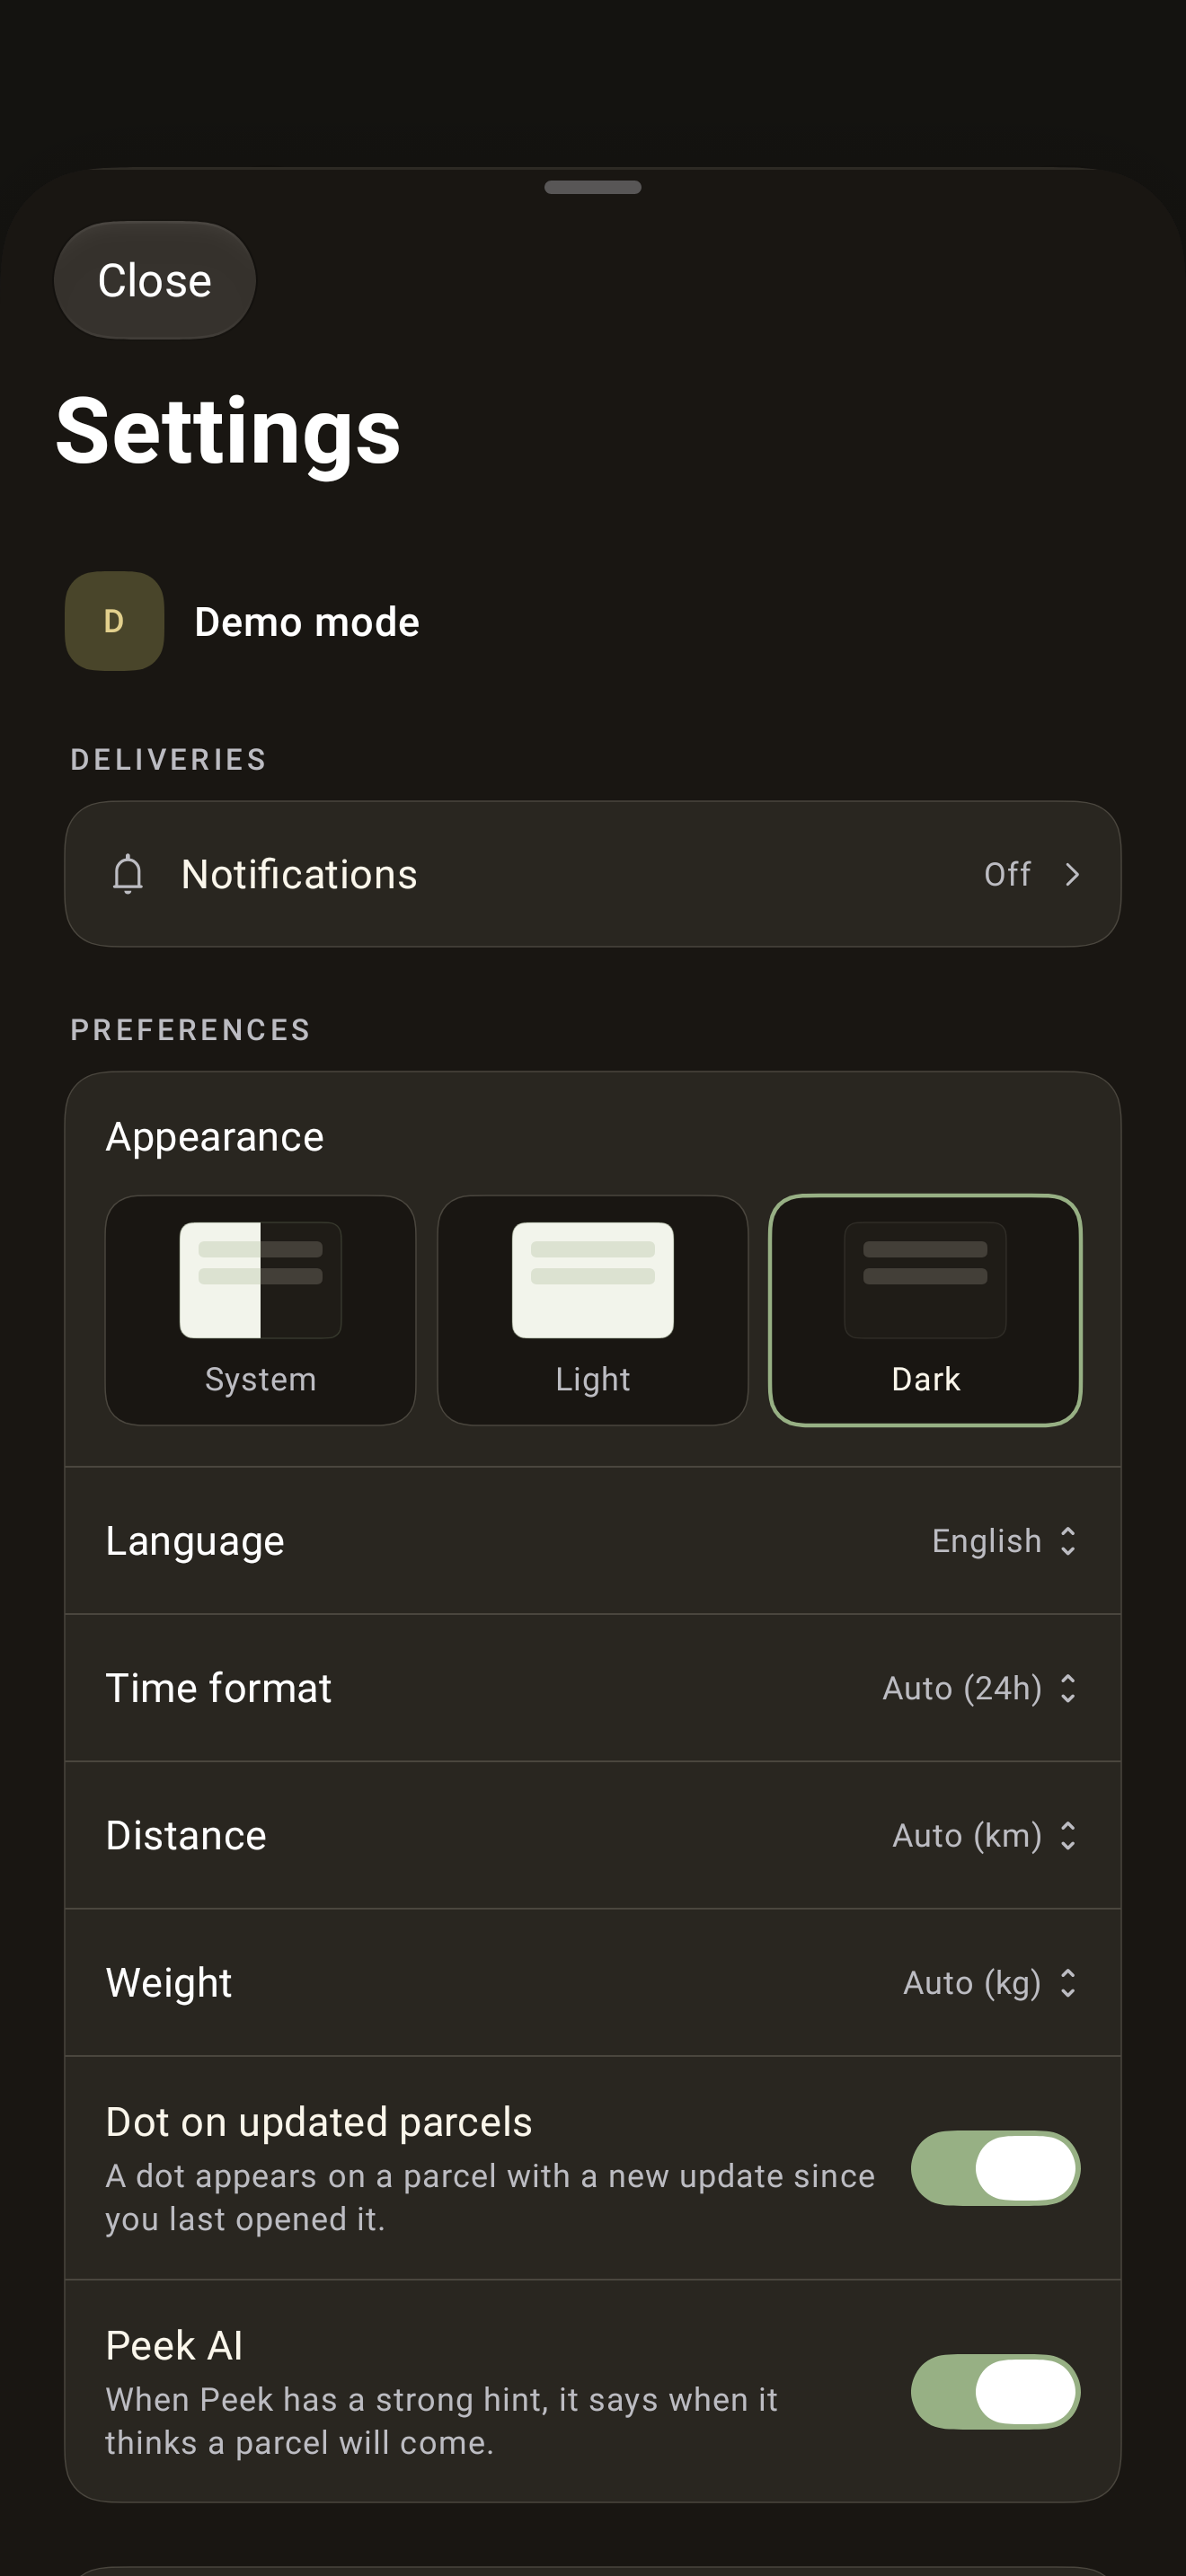 Close
Settings
D
Demo mode
DELIVERIES
Notifications
Off
PREFERENCES
Appearance
System
Light
Dark
Language
English
Time format
Auto (24h)
Distance
Auto (km)
Weight
Auto (kg)
Dot on updated parcels
A dot appears on a parcel with a new update since
you last opened it.
Peek AI
When Peek has a strong hint, it says when it
thinks a parcel will come.